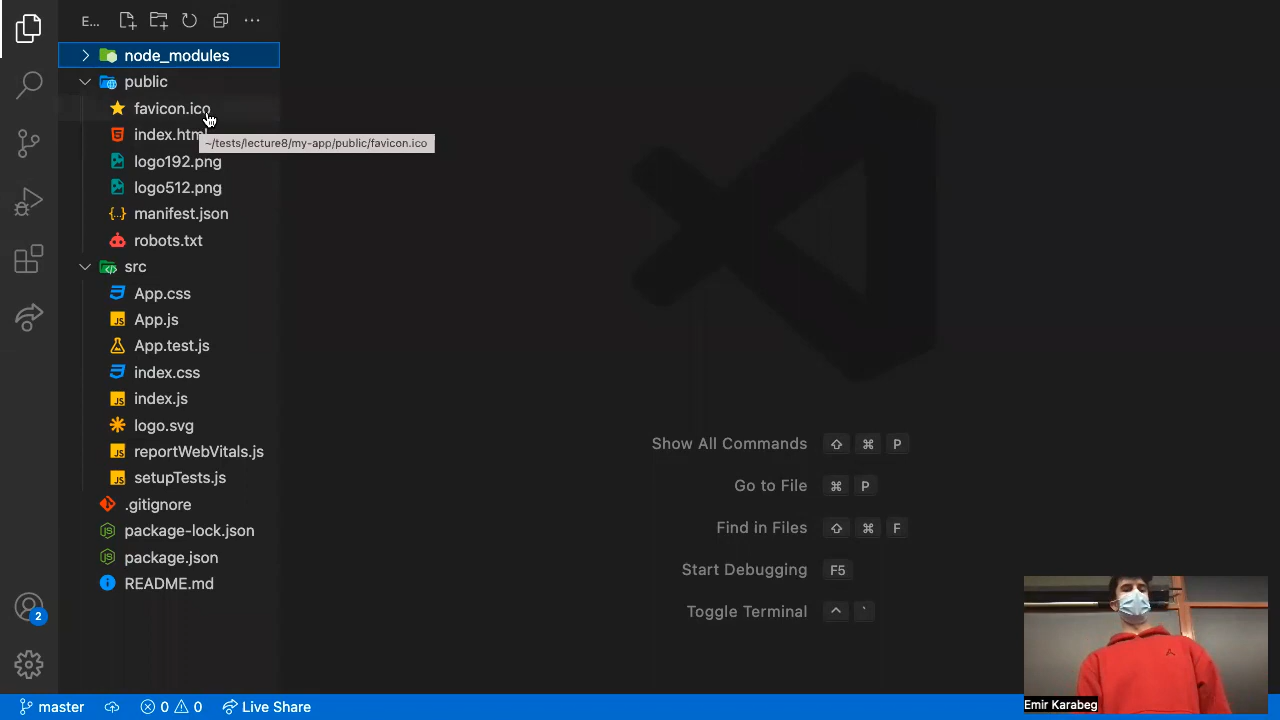 E...
node_modules
public
favicon.ico
index.html
~/tests/lecture8/my-app/public/favicon.ico
logo192.png
logo512.png
manifest.json
robots.txt
src
App.css
App.js
App.test.js
index.css
index.js
logo.svg
reportWebVitals.js
setupTests.js
.gitignore
package-lock.json
package.json
README.md
Show All Commands ⇧ ⌘ P
Go to File ⌘ P
Find in Files ⇧ ⌘ F
Start Debugging F5
Toggle Terminal ^ `
2
Emir Karabeg
master 0 0 Live Share